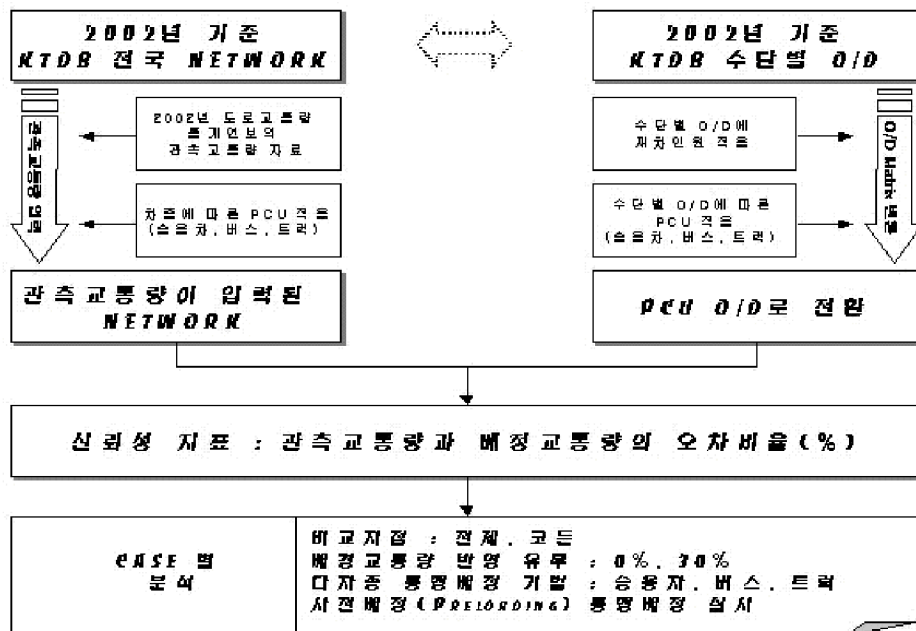 2002년 기준
KTDB 전국 NETWORK
2002년 기준
KTDB 수단별 O/D
관측교통량 입력
2002년 도로교통량
통계연보의
관측교통량 자료
차종에 따른 PCU 적용
(승용차, 버스, 트럭)
수단별 O/D에
재차인원 적용
수단별 O/D에 따른
PCU 적용
(승용차, 버스, 트럭)
O/D Matrix 변환
관측교통량이 입력된
NETWORK
PCU O/D로 전환
신뢰성 지표 : 관측교통량과 배정교통량의 오차비율(%)
CASE 별
분석
비교지점 : 전체, 코든
배경교통량 반영 유무 : 0%, 30%
다차종 통행배정 기법 : 승용차, 버스, 트럭
사전배정(PRELOADING) 통행배정 실시